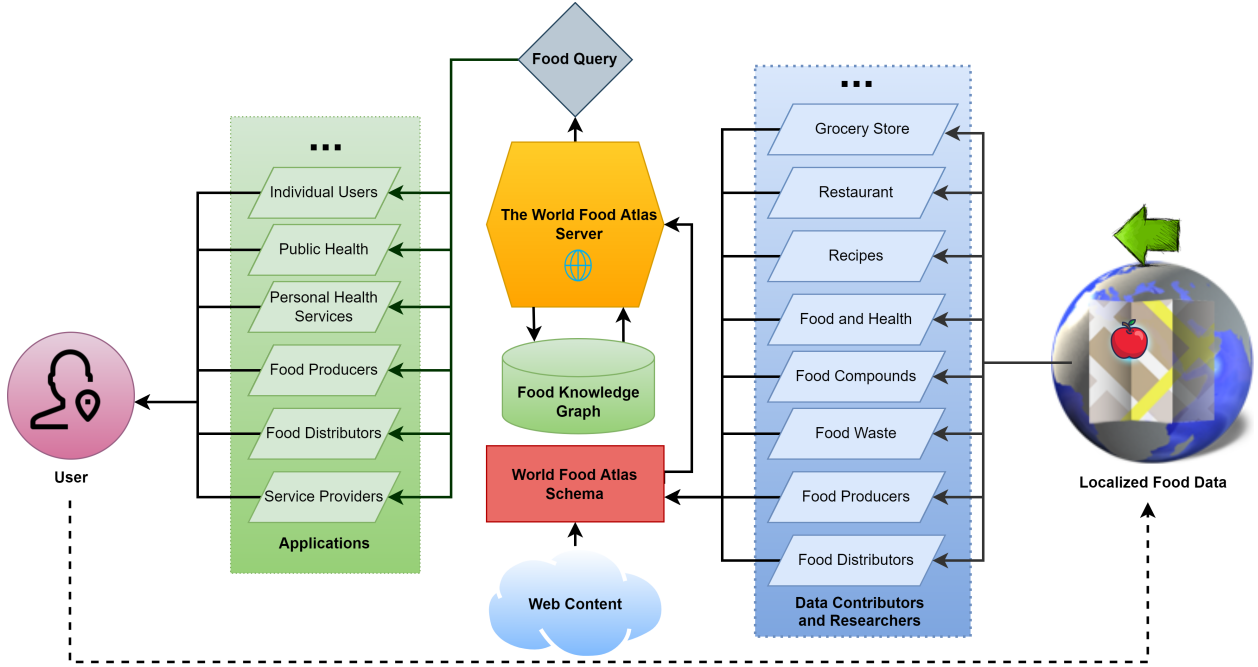 Food Query
...
Individual Users
Public Health
Personal Health
Services
Food Producers
Food Distributors
Service Providers
Applications
User
The World Food Atlas
Server
Food Knowledge
Graph
World Food Atlas
Schema
Web Content
...
Grocery Store
Restaurant
Recipes
Food and Health
Food Compounds
Food Waste
Food Producers
Food Distributors
Data Contributors
and Researchers
Localized Food Data